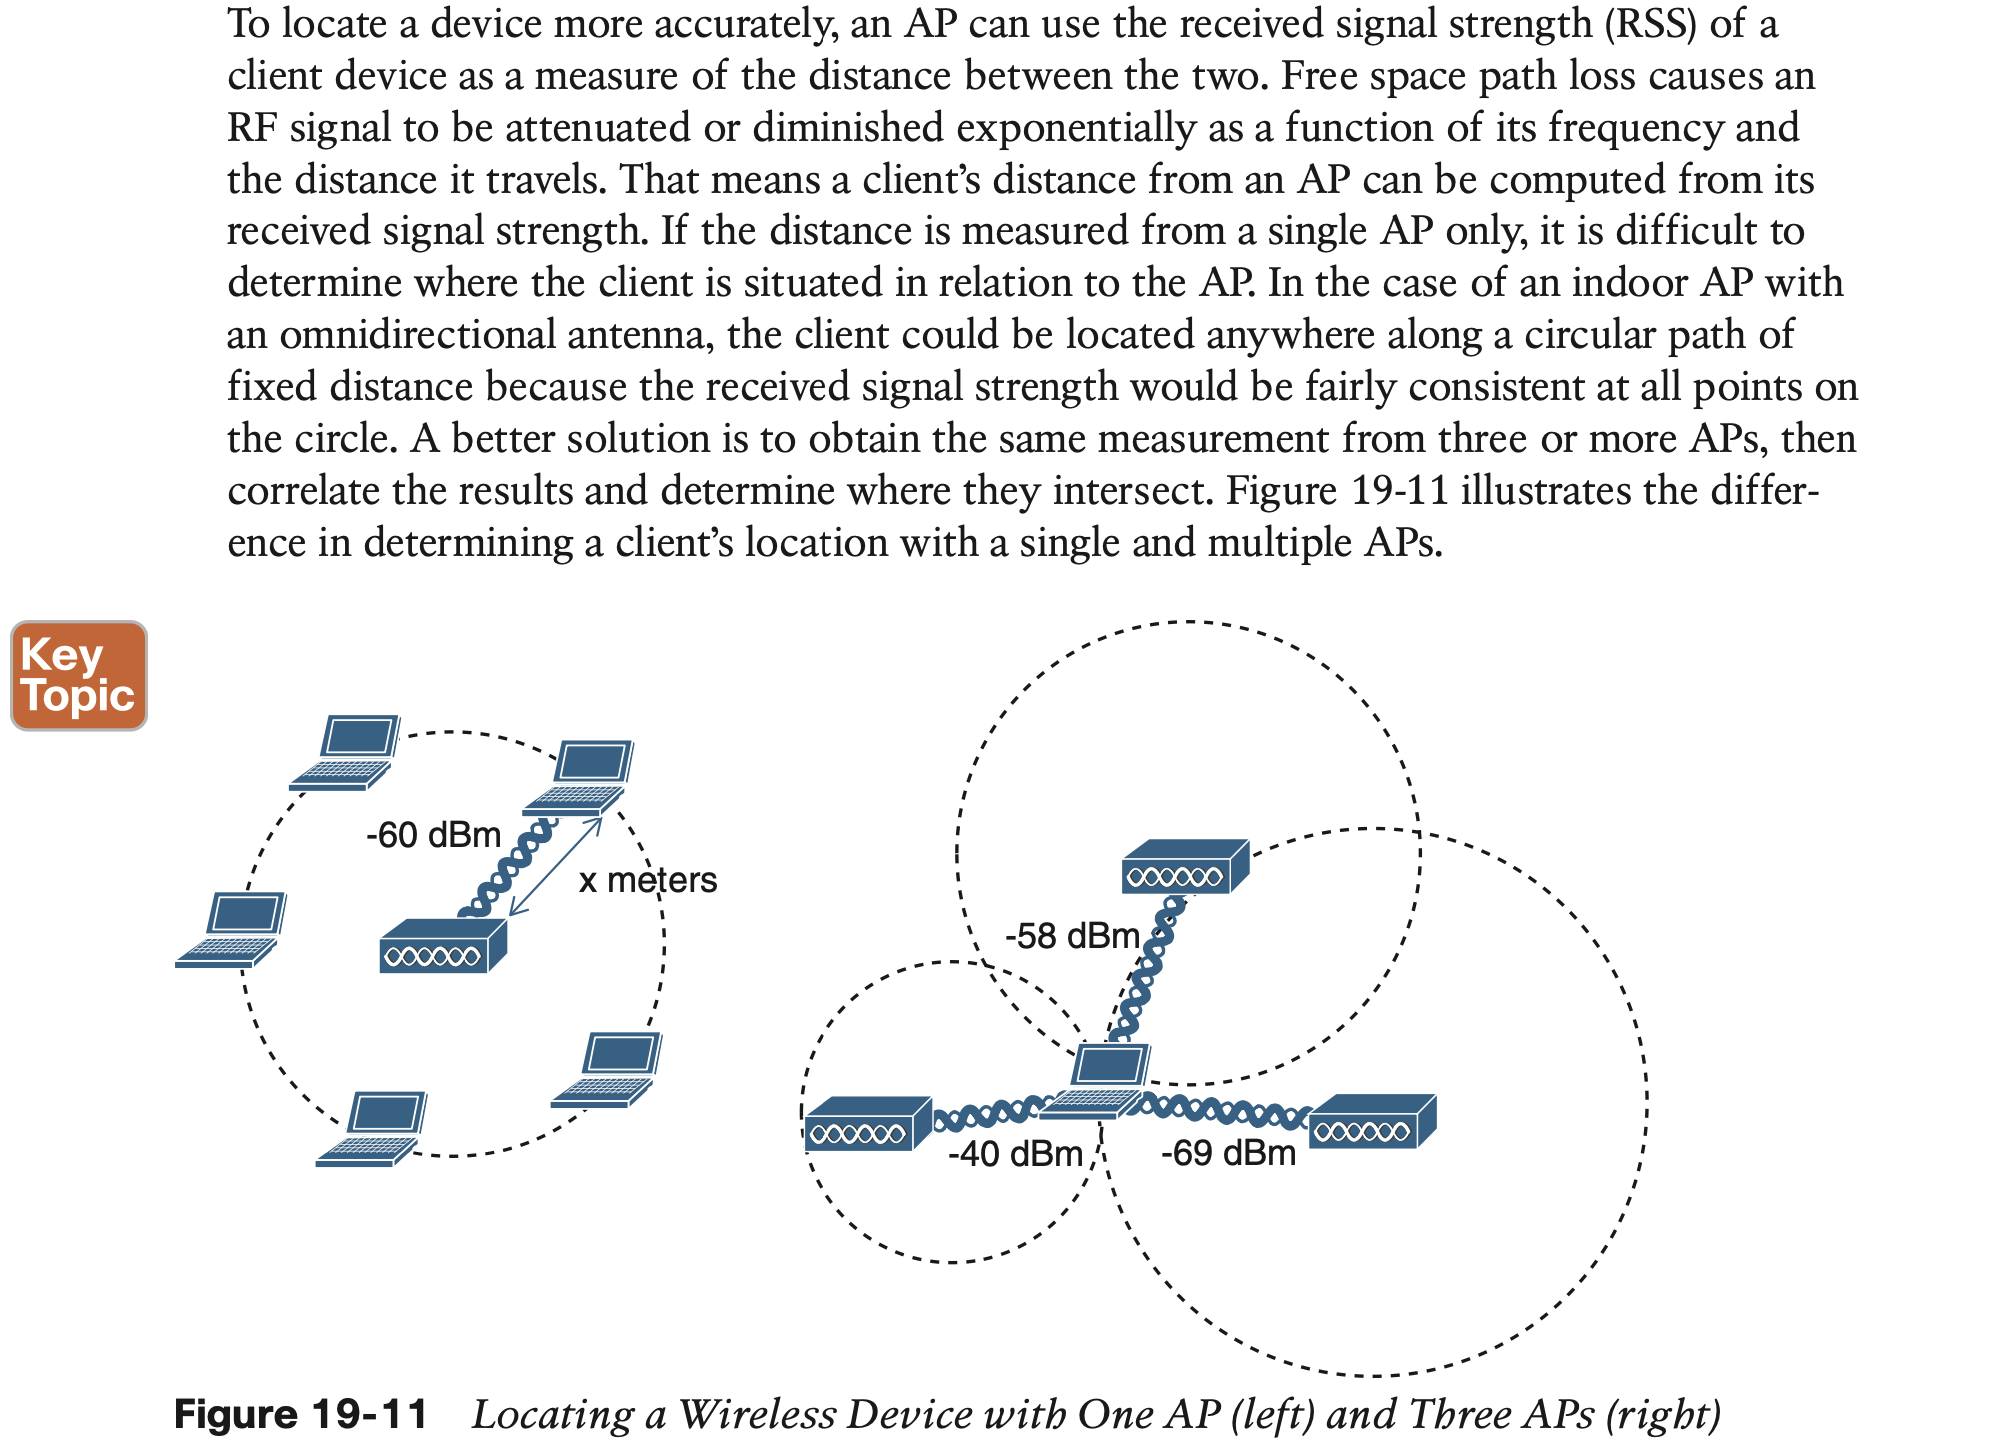 To locate a device more accurately, an AP can use the received signal strength (RSS) of a
client device as a measure of the distance between the two. Free space path loss causes an
RF signal to be attenuated or diminished exponentially as a function of its frequency and
the distance it travels. That means a client’s distance from an AP can be computed from its
received signal strength. If the distance is measured from a single AP only, it is difficult to
determine where the client is situated in relation to the AP. In the case of an indoor AP with
an omnidirectional antenna, the client could be located anywhere along a circular path of
fixed distance because the received signal strength would be fairly consistent at all points on
the circle. A better solution is to obtain the same measurement from three or more APs, then
correlate the results and determine where they intersect. Figure 19-11 illustrates the differ-
ence in determining a client’s location with a single and multiple APs.
Key
Topic
-60 dBm
x meters
-58 dBm
-40 dBm
-69 dBm
Figure 19-11 Locating a Wireless Device with One AP (left) and Three APs (right)